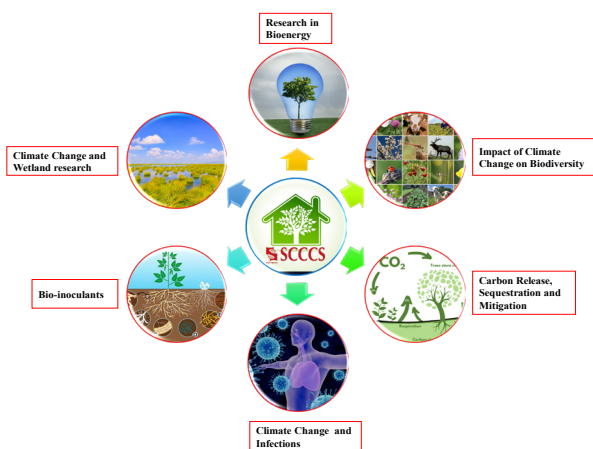 Research in
Bioenergy
Climate Change and
Wetland research
Impact of Climate
Change on Biodiversity
SCCCS
Bio-inoculants
CO2
Respiration
Carbon Release,
Sequestration and
Mitigation
Climate Change and
Infections